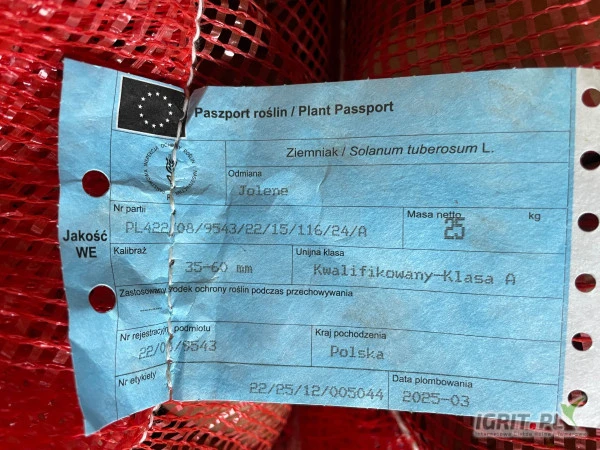 Paszport roślin / Plant Passport
Ziemniak / Solanum tuberosum L.
Odmiana
Jolene
Nr partii
PL422/08/9543/22/15/116/24/A
Masa netto
25
kg
Jakość
WE
Kalibraż
35-60 mm
Unijna klasa
Kwalifikowany-Klasa A
Zastosowany środek ochrony roślin podczas przechowywania
Nr rejestracyjny podmiotu
Kraj pochodzenia
Polska
Nr etykiety
22/25/12/005044
Data plombowania
2025-03
IGRIT.PL